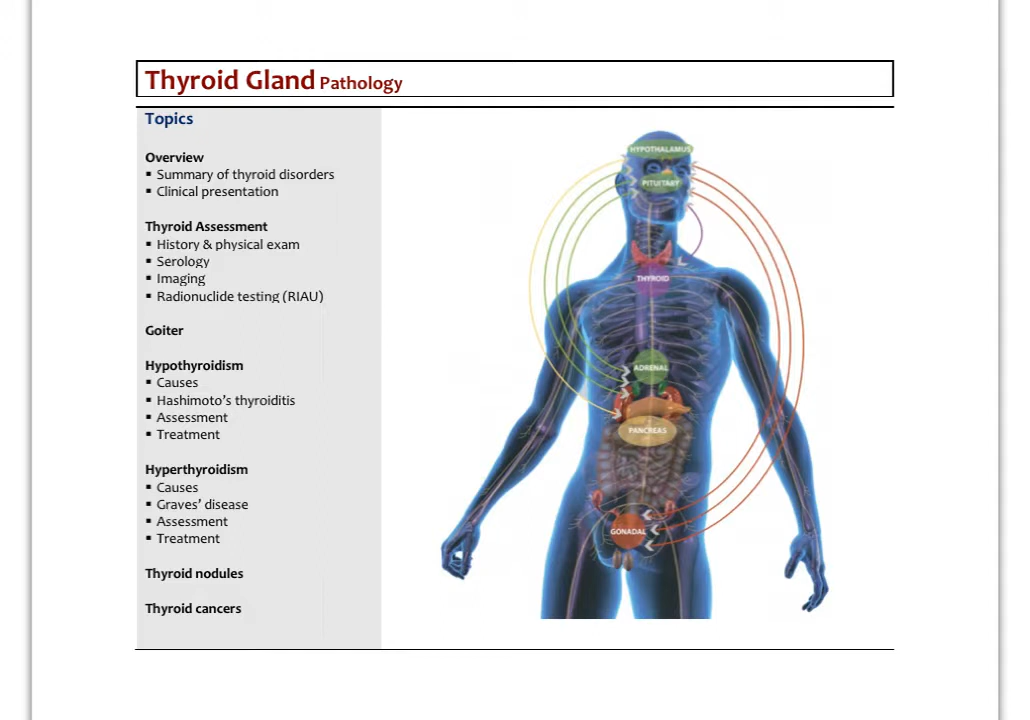 Thyroid Gland Pathology
Topics
Overview
▪ Summary of thyroid disorders
▪ Clinical presentation
Thyroid Assessment
▪ History & physical exam
▪ Serology
▪ Imaging
▪ Radionuclide testing (RIAU)
Goiter
Hypothyroidism
▪ Causes
▪ Hashimoto's thyroiditis
▪ Assessment
▪ Treatment
Hyperthyroidism
▪ Causes
▪ Graves' disease
▪ Assessment
▪ Treatment
Thyroid nodules
Thyroid cancers
HYPOTHALAMUS
PITUITARY
THYROID
ADRENAL
PANCREAS
GONADAL